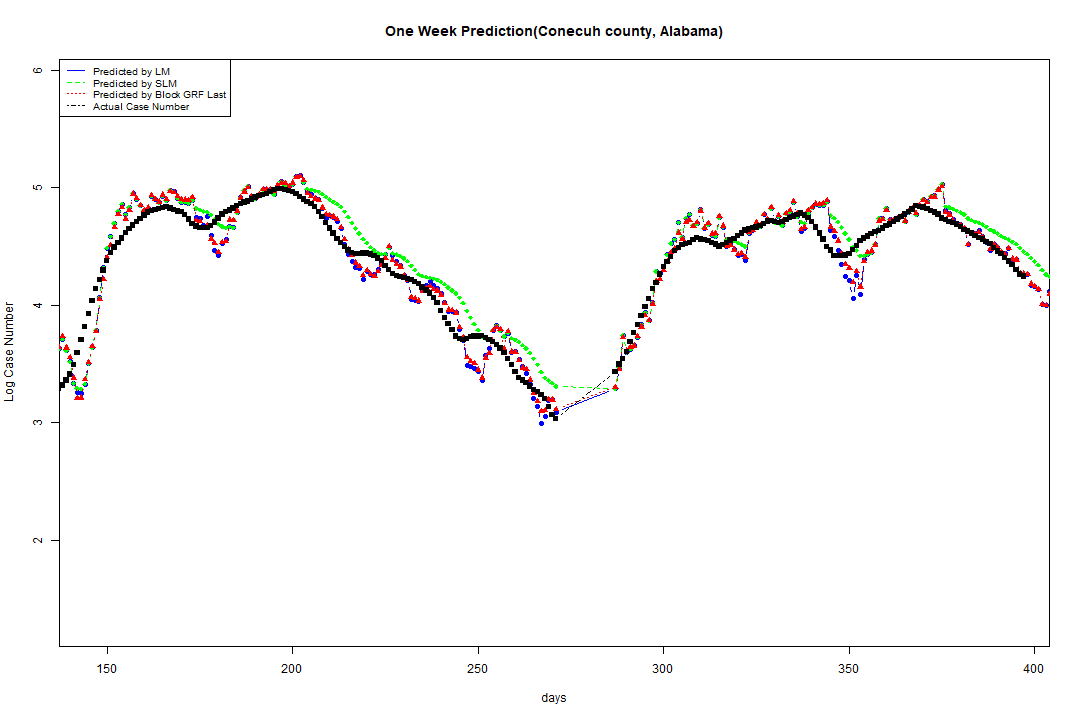 One Week Prediction(Conecuh county, Alabama)
Predicted by LM
Predicted by SLM
Predicted by Block GRF Last
Actual Case Number
6
5
4
3
2
Log Case Number
150 200 250 300 350 400
days